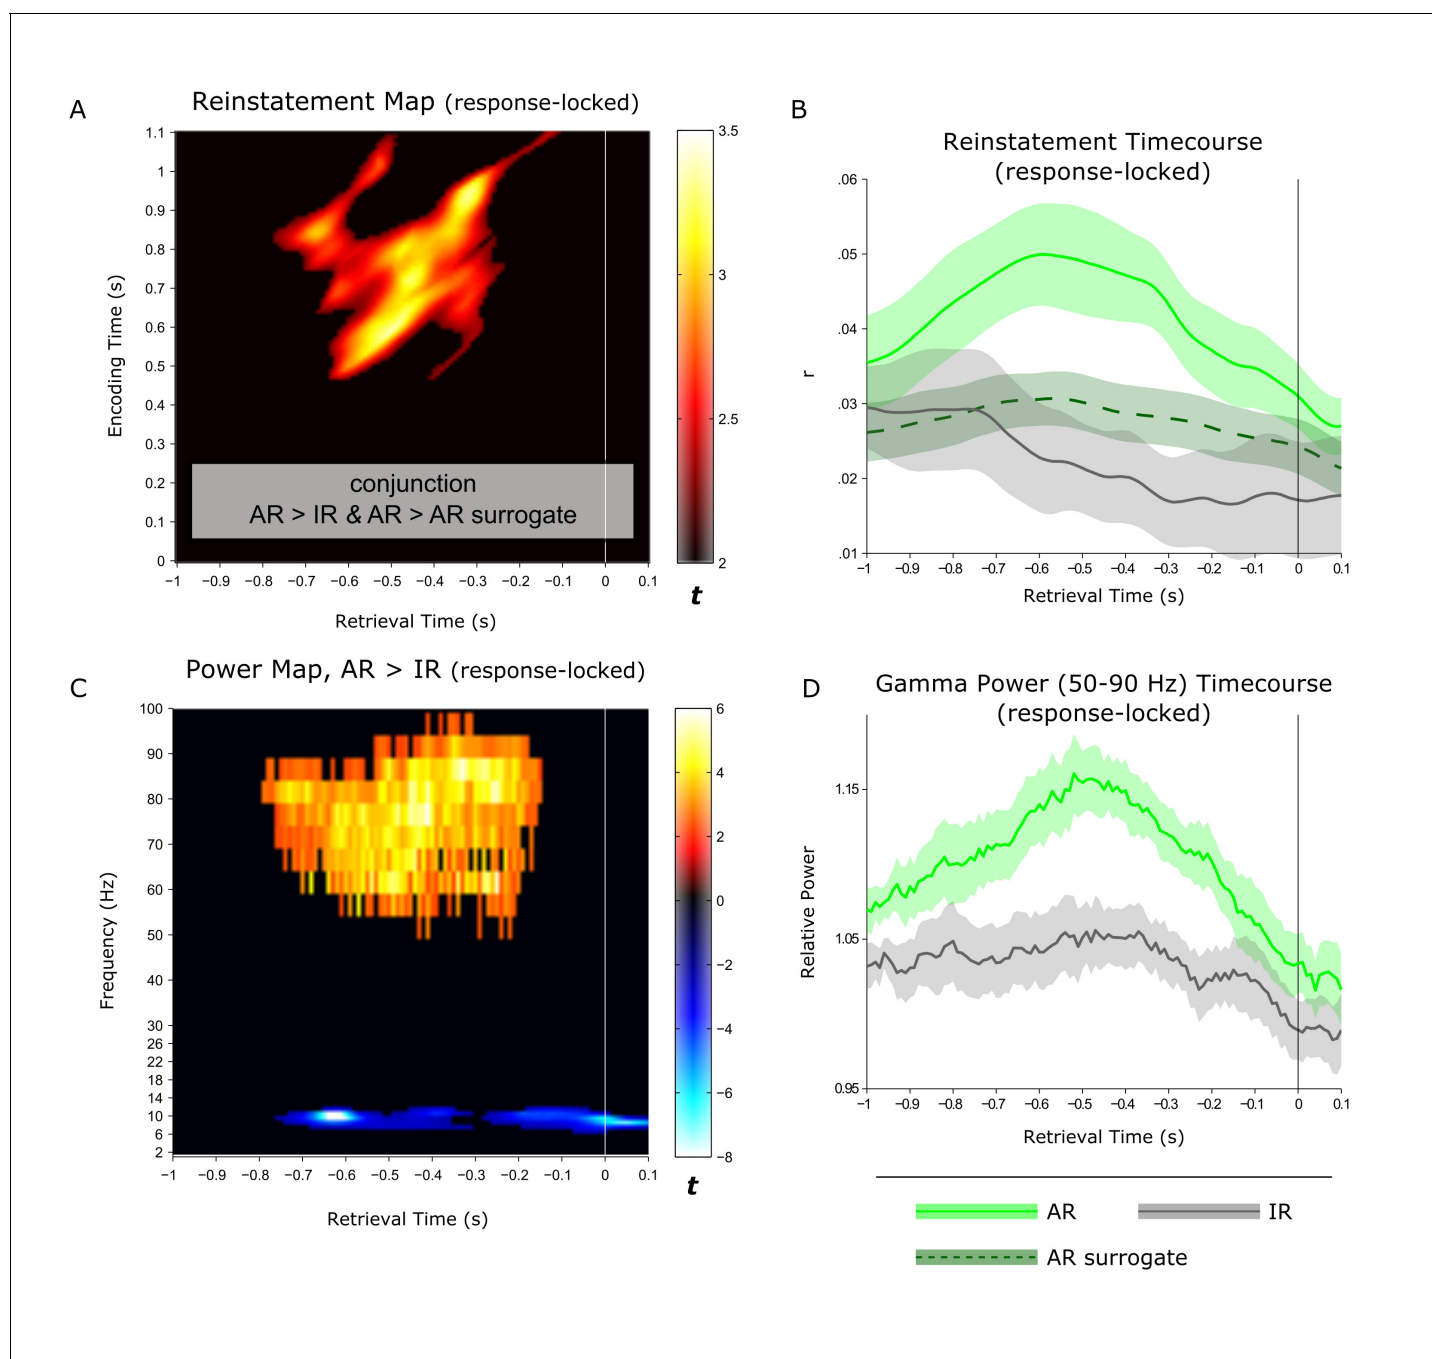 A
Reinstatement Map (response-locked)
1.1
1
0.9
0.8
0.7
0.6
0.5
0.4
0.3
0.2
0.1
0
Encoding Time (s)
conjunction
AR > IR & AR > AR surrogate
−1 −0.9 −0.8 −0.7 −0.6 −0.5 −0.4 −0.3 −0.2 −0.1 0 0.1
Retrieval Time (s)
3.5
3
2.5
2
t
B
Reinstatement Timecourse
(response-locked)
.06
.05
.04
.03
.02
.01
r
−1 −0.9 −0.8 −0.7 −0.6 −0.5 −0.4 −0.3 −0.2 −0.1 0 0.1
Retrieval Time (s)
C
Power Map, AR > IR (response-locked)
100
90
80
70
60
50
40
30
26
22
18
14
10
6
2
Frequency (Hz)
−1 −0.9 −0.8 −0.7 −0.6 −0.5 −0.4 −0.3 −0.2 −0.1 0 0.1
Retrieval Time (s)
6
4
2
0
−2
−4
−6
−8
t
D
Gamma Power (50-90 Hz) Timecourse
(response-locked)
1.15
1.05
0.95
Relative Power
−1 −0.9 −0.8 −0.7 −0.6 −0.5 −0.4 −0.3 −0.2 −0.1 0 0.1
Retrieval Time (s)
AR
IR
AR surrogate